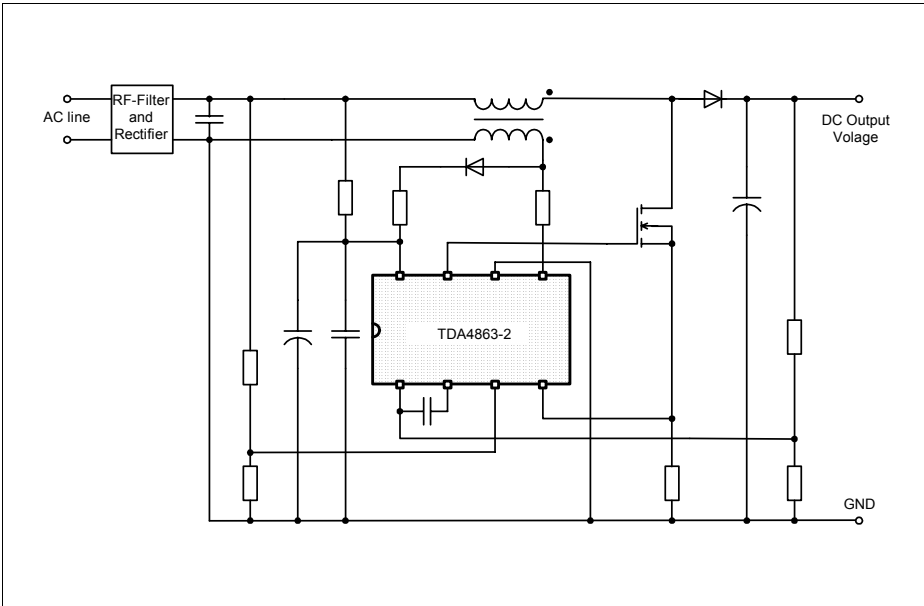 AC line
RF-Filter
and
Rectifier
DC Output
Volage
TDA4863-2
GND